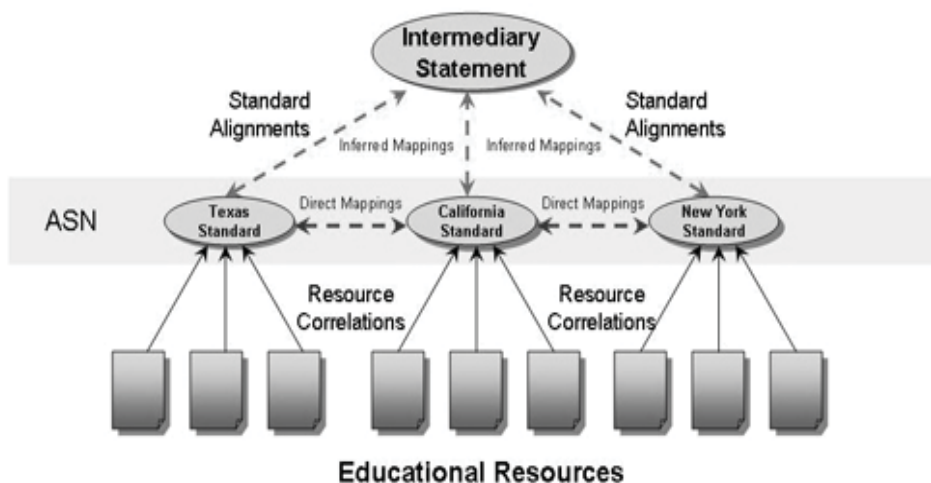 Intermediary
Statement
Standard
Alignments
Standard
Alignments
Inferred Mappings
Inferred Mappings
ASN
Texas
Standard
Direct Mappings
California
Standard
Direct Mappings
New York
Standard
Resource
Correlations
Resource
Correlations
Educational Resources